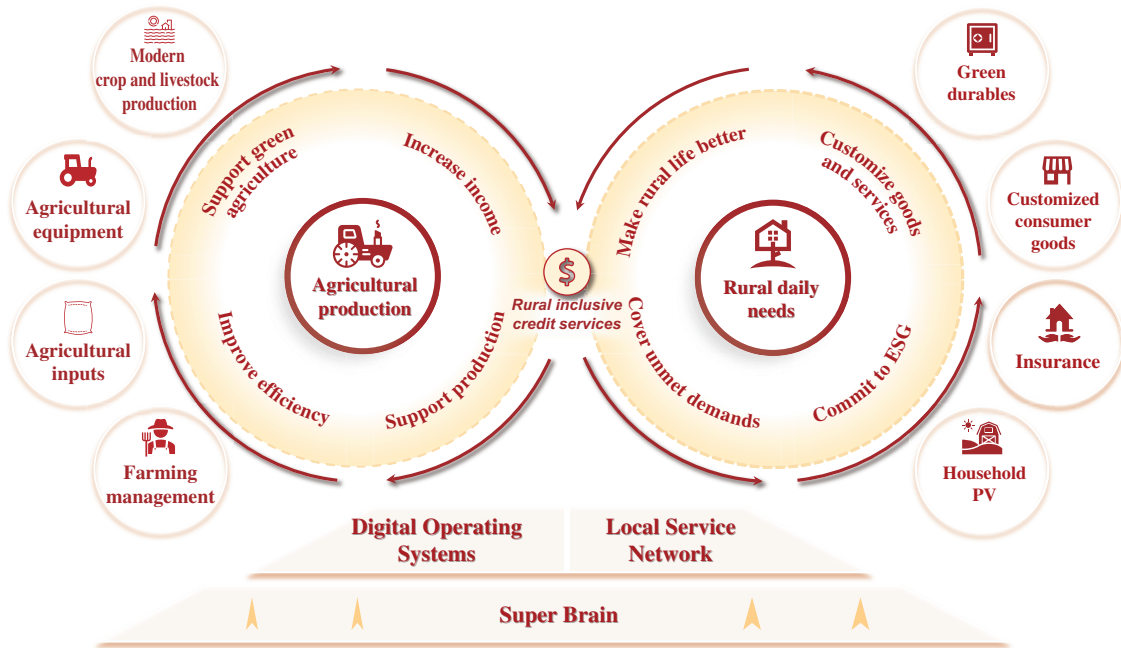 Modern
crop and livestock
production
Agricultural
equipment
Agricultural
inputs
Farming
management
Support green
agriculture
Increase income
Improve efficiency
Support production
Agricultural
production
$
Rural inclusive
credit services
Make rural life better
Customize goods
and services
Cover unmet demands
Commit to ESG
Rural daily
needs
Green
durables
Customized
consumer
goods
Insurance
Household
PV
Digital Operating
Systems
Local Service
Network
Super Brain